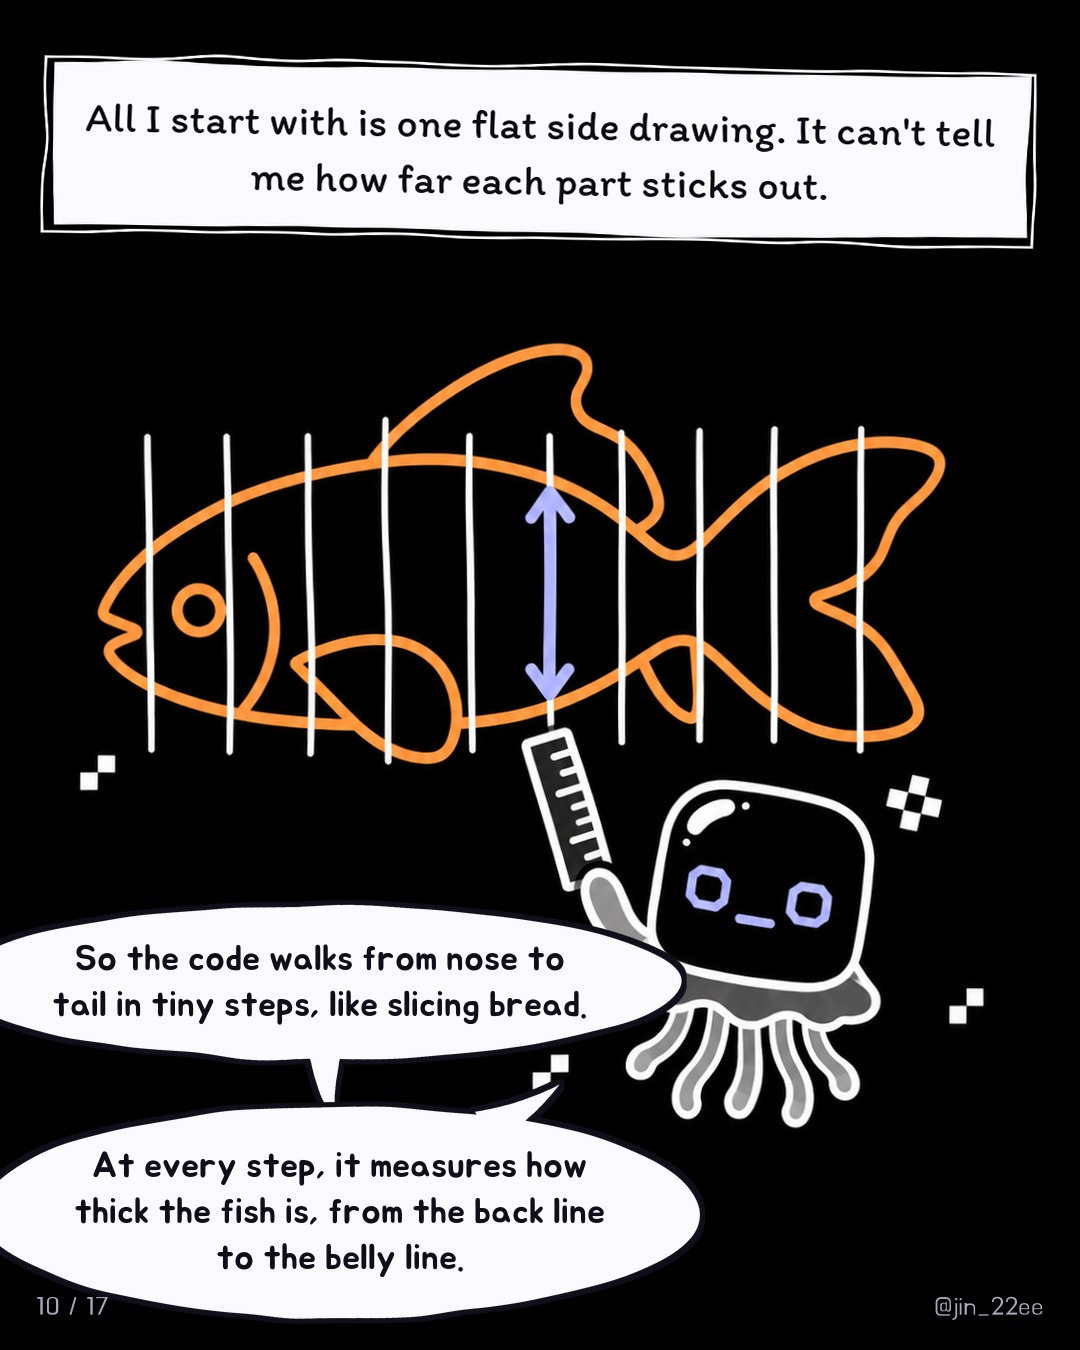 All I start with is one flat side drawing. It can't tell
me how far each part sticks out.
So the code walks from nose to
tail in tiny steps, like slicing bread.
At every step, it measures how
thick the fish is, from the back line
to the belly line.
10 / 17
@jin_22ee